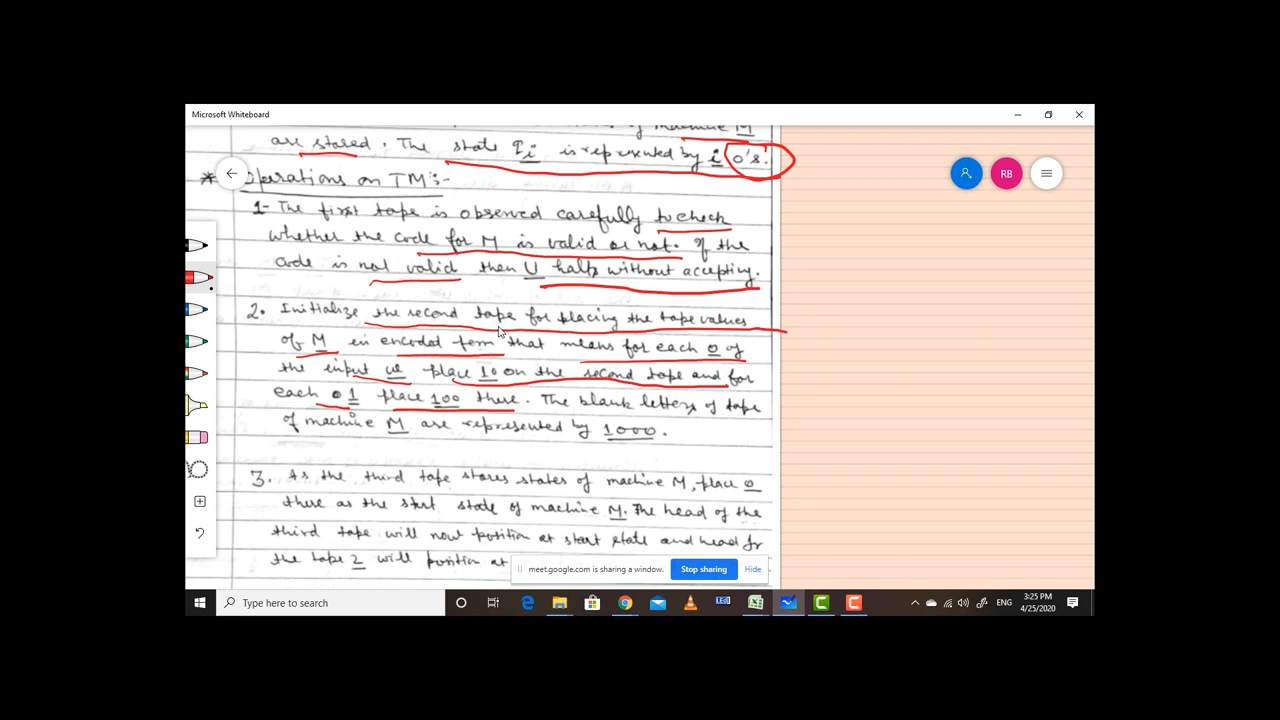 Microsoft Whiteboard
of machine M
are stored. The state qi is represented by i 0's.
* Operations on TM:-
RB
1- The first tape is observed carefully to check
whether the code for M is valid or not. If the
code is not valid then U halts without accepting.
2. Initialize the second tape for placing the tape values
of M in encoded form that means for each 0 of
the input we place 10 on the second tape and for
each 1 place 100 there. The blank letters of tape
of machine M are represented by 1000.
3. As the third tape stores states of machine M, place 0
there as the start state of machine M. The head of the
third tape will now position at start state and head for
the tape 2 will position at
meet.google.com is sharing a window. Stop sharing Hide
Type here to search
ENG
3:25 PM
4/25/2020